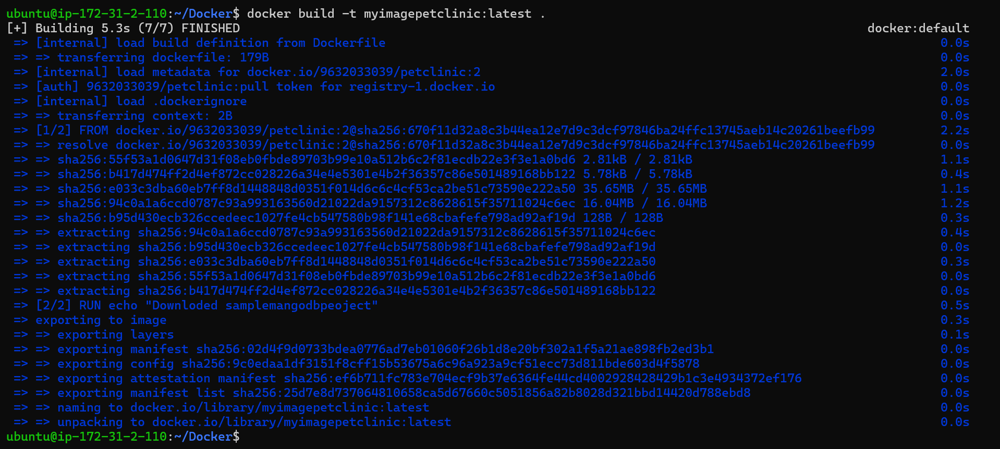 ubuntu@ip-172-31-2-110:~/Docker$ docker build -t myimagepetclinic:latest .
[+] Building 5.3s (7/7) FINISHED docker:default
=> [internal] load build definition from Dockerfile 0.0s
=> => transferring dockerfile: 179B 0.0s
=> [internal] load metadata for docker.io/9632033039/petclinic:2 2.0s
=> [auth] 9632033039/petclinic:pull token for registry-1.docker.io 0.0s
=> [internal] load .dockerignore 0.0s
=> => transferring context: 2B 0.0s
=> [1/2] FROM docker.io/9632033039/petclinic:2@sha256:670f11d32a8c3b44ea12e7d9c3dcf97846ba24ffc13745aeb14c20261beefb99 2.2s
=> => resolve docker.io/9632033039/petclinic:2@sha256:670f11d32a8c3b44ea12e7d9c3dcf97846ba24ffc13745aeb14c20261beefb99 0.0s
=> => sha256:55f53a1d0647d31f08eb0fbde89703b99e10a512b6c2f81ecdb22e3f3e1a0bd6 2.81kB / 2.81kB 1.1s
=> => sha256:b417d474ff2d4ef872cc028226a34e4e5301e4b2f36357c86e501489168bb122 5.78kB / 5.78kB 0.4s
=> => sha256:e033c3dba60eb7ff8d1448848d0351f014d6c6c4cf53ca2be51c73590e222a50 35.65MB / 35.65MB 1.1s
=> => sha256:94c0a1a6ccd0787c93a993163560d21022da9157312c8628615f35711024c6ec 16.04MB / 16.04MB 1.2s
=> => sha256:b95d430ecb326ccedeec1027fe4cb547580b98f141e68cbafefe798ad92af19d 128B / 128B 0.3s
=> => extracting sha256:94c0a1a6ccd0787c93a993163560d21022da9157312c8628615f35711024c6ec 0.4s
=> => extracting sha256:b95d430ecb326ccedeec1027fe4cb547580b98f141e68cbafefe798ad92af19d 0.0s
=> => extracting sha256:e033c3dba60eb7ff8d1448848d0351f014d6c6c4cf53ca2be51c73590e222a50 0.3s
=> => extracting sha256:55f53a1d0647d31f08eb0fbde89703b99e10a512b6c2f81ecdb22e3f3e1a0bd6 0.0s
=> => extracting sha256:b417d474ff2d4ef872cc028226a34e4e5301e4b2f36357c86e501489168bb122 0.0s
=> [2/2] RUN echo "Downloded samplemangodbpeoject" 0.5s
=> exporting to image 0.3s
=> => exporting layers 0.1s
=> => exporting manifest sha256:02d4f9d0733bdea0776ad7eb01060f26b1d8e20bf302a1f5a21ae898fb2ed3b1 0.0s
=> => exporting config sha256:9c0edaa1df3151f8cff15b53675a6c96a923a9cf51ecc73d811bde603d4f5878 0.0s
=> => exporting attestation manifest sha256:ef6b711fc783e704ecf9b37e6364fe44cd4002928428429b1c3e4934372ef176 0.0s
=> => exporting manifest list sha256:25d7e8d737064810658ca5d67660c5051856a82b8028d321bbd14420d788ebd8 0.0s
=> => naming to docker.io/library/myimagepetclinic:latest 0.0s
=> => unpacking to docker.io/library/myimagepetclinic:latest 0.0s
ubuntu@ip-172-31-2-110:~/Docker$